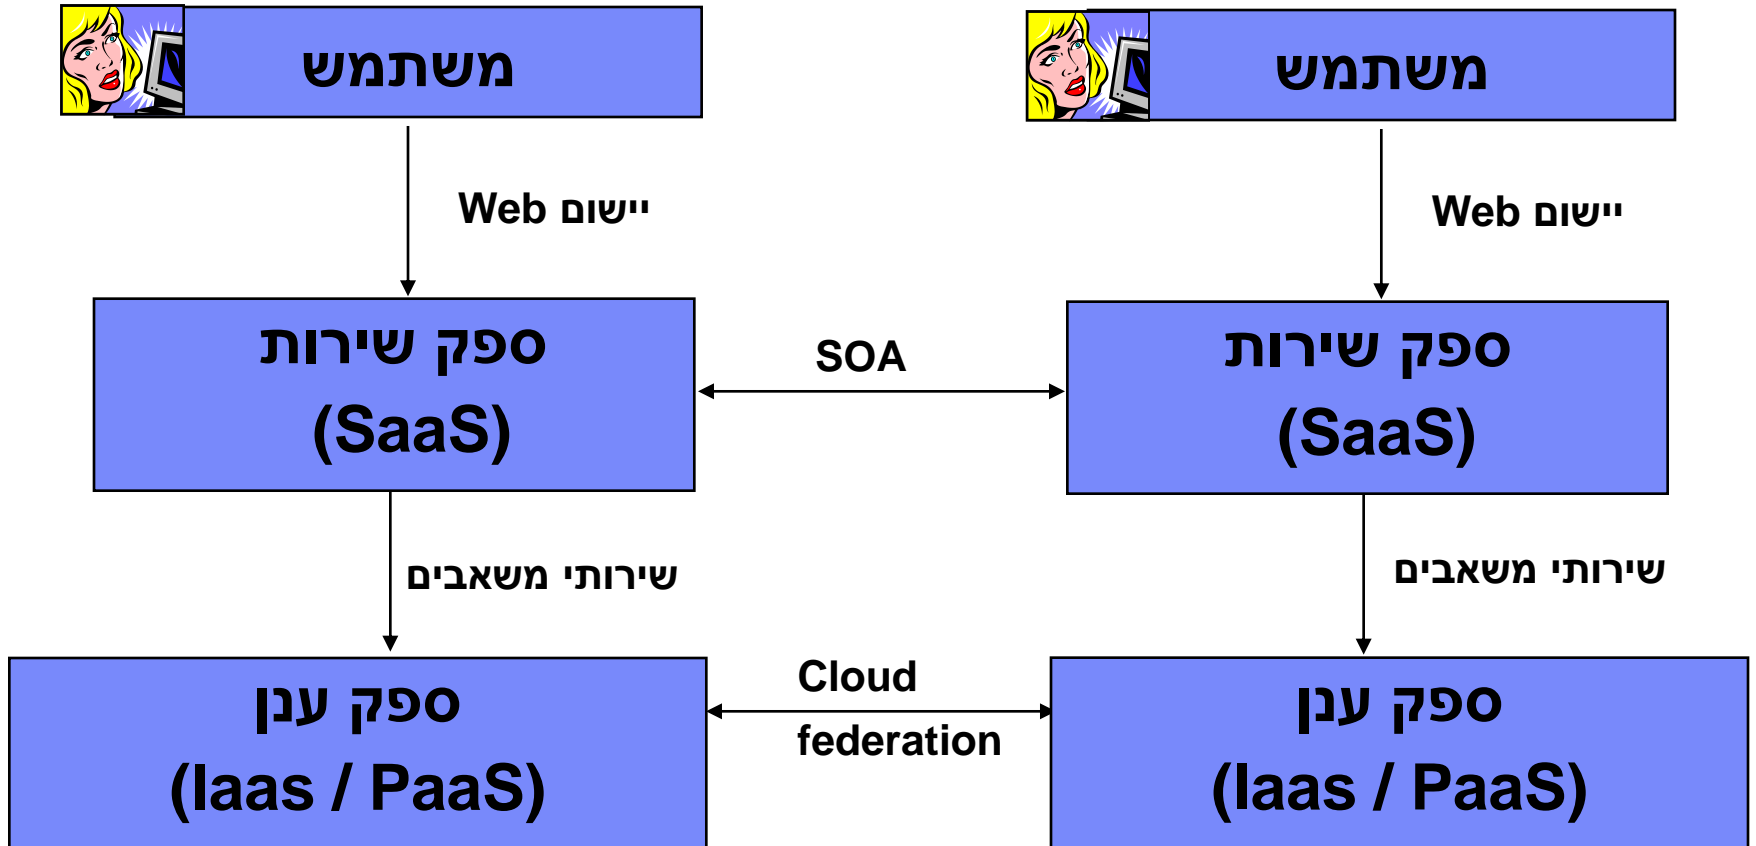 משתמש
משתמש
יישום Web
יישום Web
ספק שירות
(SaaS)
SOA
ספק שירות
(SaaS)
שירותי משאבים
שירותי משאבים
ספק ענן
(Iaas / PaaS)
Cloud
federation
ספק ענן
(Iaas / PaaS)